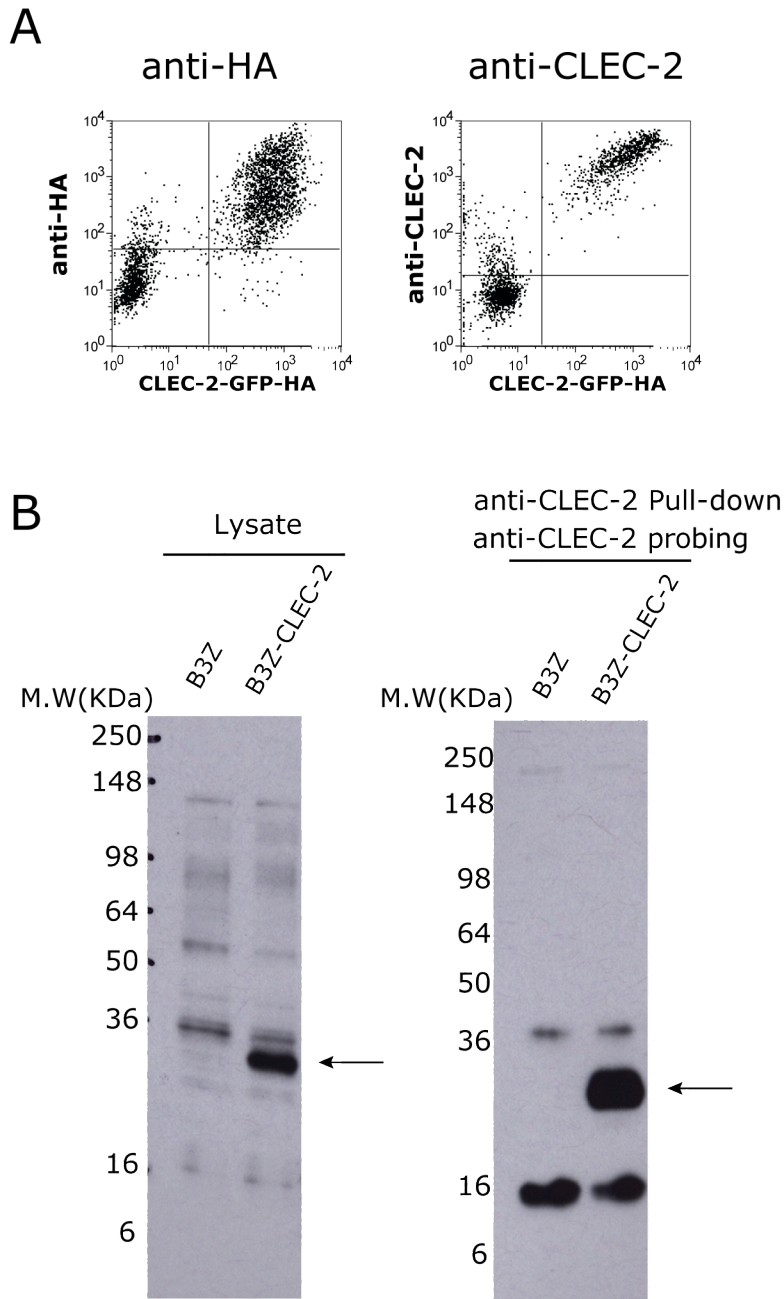 A
anti-HA
anti-CLEC-2
10⁴
10³
10²
10¹
10⁰
anti-HA
10⁰ 10¹ 10² 10³ 10⁴
CLEC-2-GFP-HA
10⁴
10³
10²
10¹
10⁰
anti-CLEC-2
10⁰ 10¹ 10² 10³ 10⁴
CLEC-2-GFP-HA
B
Lysate
B3Z
B3Z-CLEC-2
M.W(KDa)
250
148
98
64
50
36
16
6
anti-CLEC-2 Pull-down
anti-CLEC-2 probing
B3Z
B3Z-CLEC-2
M.W(KDa)
250
148
98
64
50
36
16
6